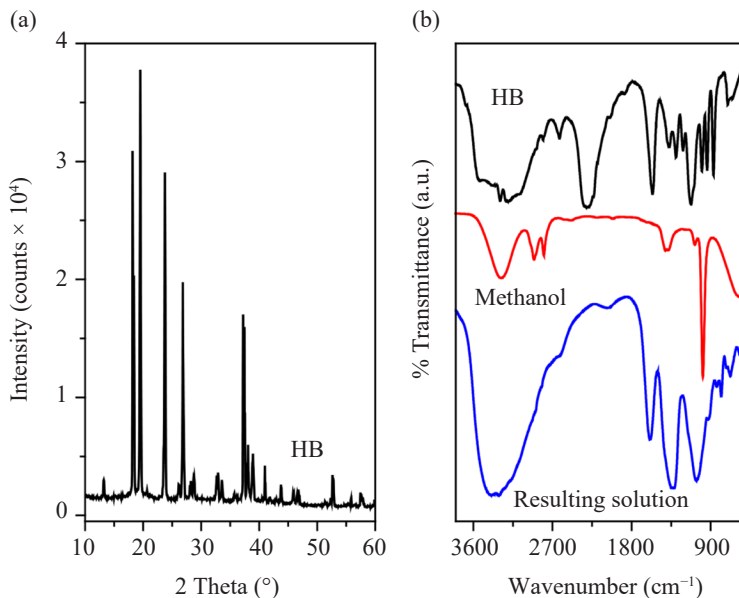 (a)
Intensity (counts × 10⁴)
4
3
2
1
0
HB
10 20 30 40 50 60
2 Theta (°)
(b)
% Transmittance (a.u.)
HB
Methanol
Resulting solution
3600 2700 1800 900
Wavenumber (cm⁻¹)